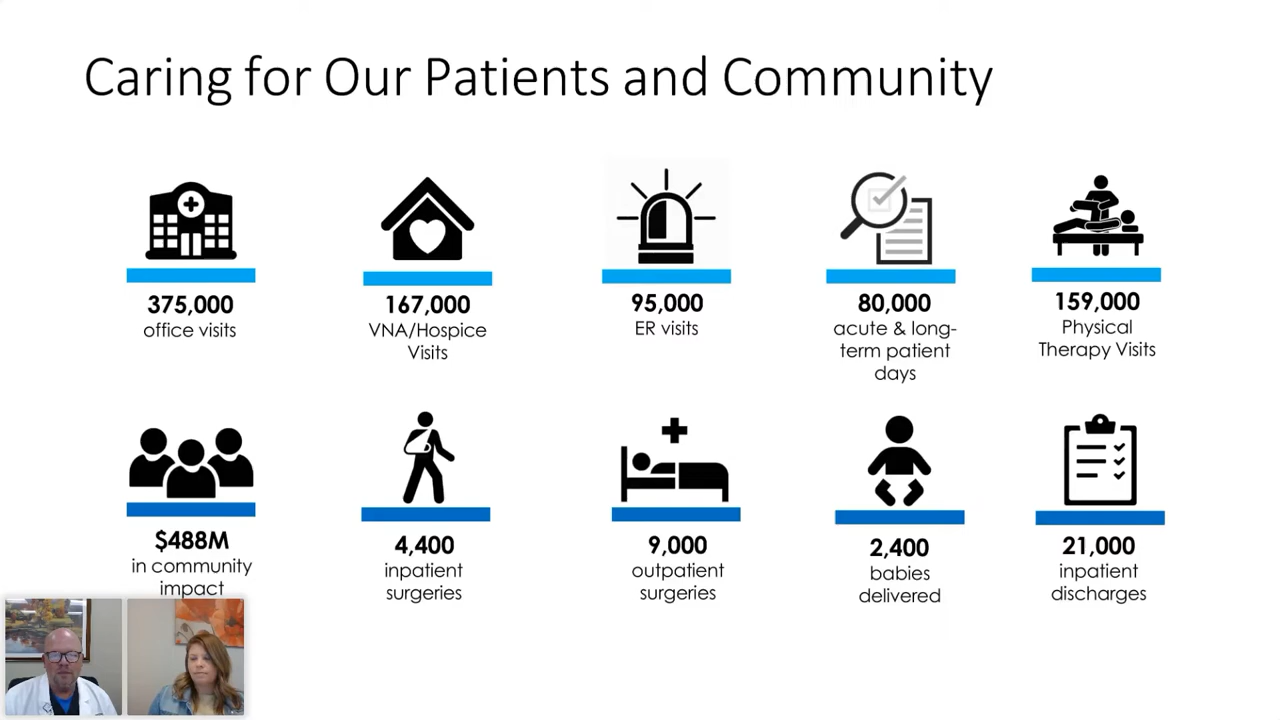 Caring for Our Patients and Community
375,000
office visits
167,000
VNA/Hospice
Visits
95,000
ER visits
80,000
acute & long-
term patient
days
159,000
Physical
Therapy Visits
$488M
in community
impact
4,400
inpatient
surgeries
9,000
outpatient
surgeries
2,400
babies
delivered
21,000
inpatient
discharges